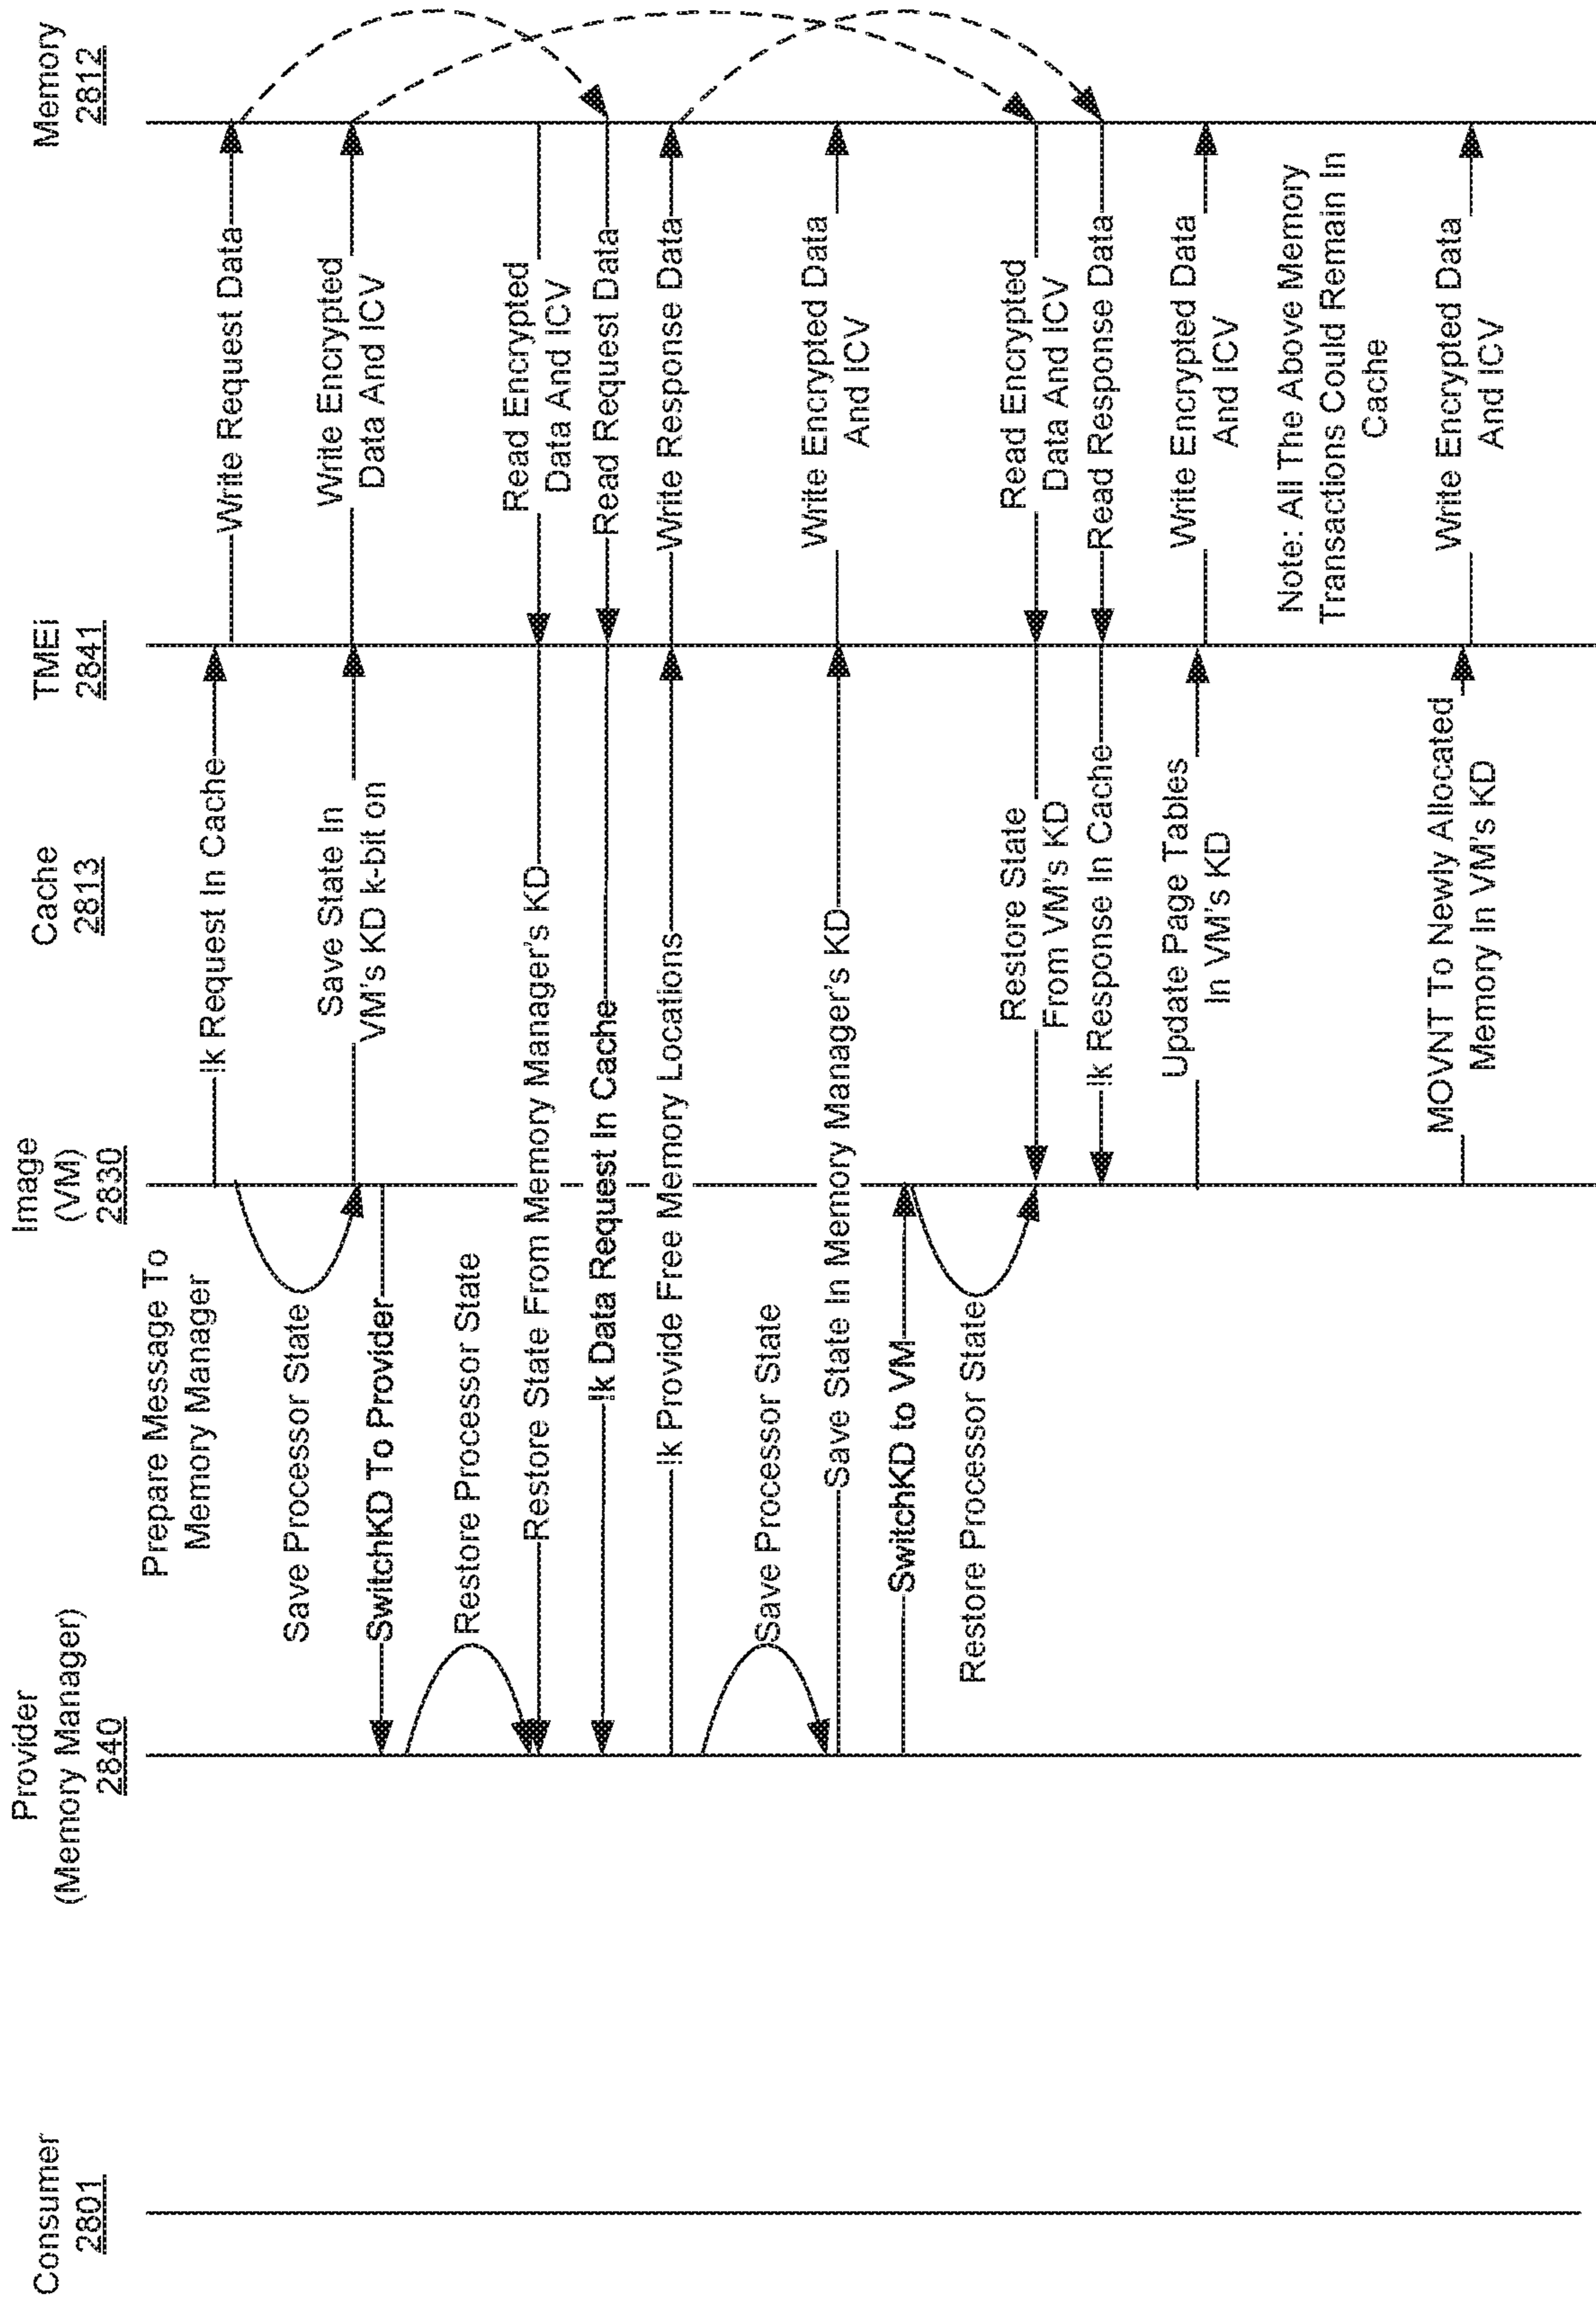 Consumer
2801
Provider
(Memory Manager)
2840
Image
(VM)
2830
Cache
2813
TMEi
2841
Memory
2812
Prepare Message To
Memory Manager
!k Request In Cache
Write Request Data
Save Processor State
Save State In
VM's KD k-bit on
Write Encrypted
Data And ICV
SwitchKD To Provider
Restore Processor State
Restore State From Memory Manager's KD
Read Encrypted
Data And ICV
!k Data Request In Cache
Read Request Data
!k Provide Free Memory Locations
Write Response Data
Save Processor State
Save State In Memory Manager's KD
Write Encrypted Data
And ICV
SwitchKD to VM
Restore Processor State
Restore State
From VM's KD
Read Encrypted
Data And ICV
!k Response In Cache
Read Response Data
Update Page Tables
In VM's KD
Write Encrypted Data
And ICV
Note: All The Above Memory
Transactions Could Remain In
Cache
MOVNT To Newly Allocated
Memory In VM's KD
Write Encrypted Data
And ICV